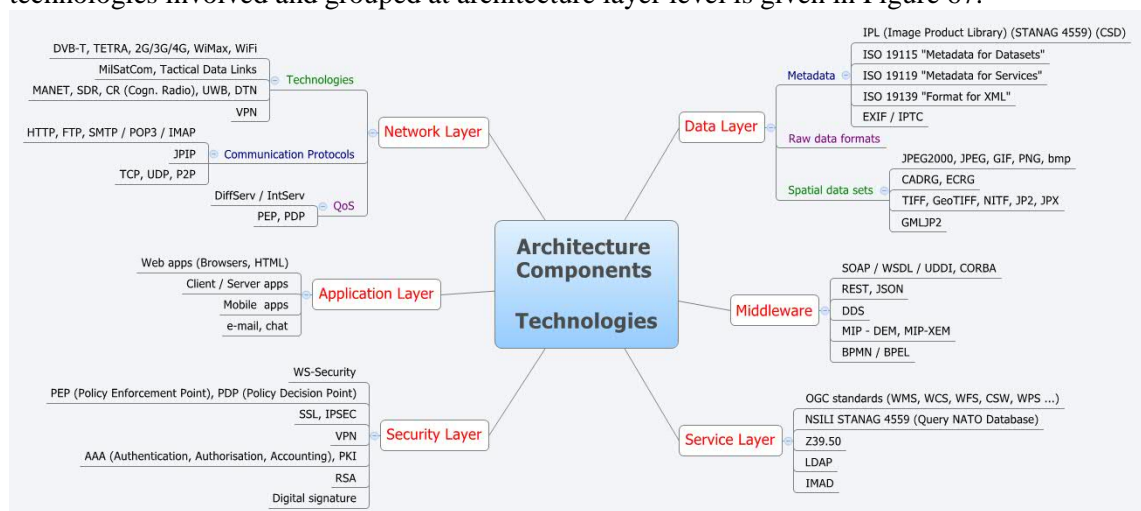 technologies involved and grouped at architecture layer level is given in Figure 67.
DVB-T, TETRA, 2G/3G/4G, WiMax, WiFi
MilSatCom, Tactical Data Links
MANET, SDR, CR (Cogn. Radio), UWB, DTN
VPN
Technologies
HTTP, FTP, SMTP / POP3 / IMAP
JPIP
TCP, UDP, P2P
Communication Protocols
DiffServ / IntServ
PEP, PDP
QoS
Network Layer
Web apps (Browsers, HTML)
Client / Server apps
Mobile apps
e-mail, chat
Application Layer
WS-Security
PEP (Policy Enforcement Point), PDP (Policy Decision Point)
SSL, IPSEC
VPN
AAA (Authentication, Authorisation, Accounting), PKI
RSA
Digital signature
Security Layer
Architecture
Components
Technologies
Data Layer
Metadata
IPL (Image Product Library) (STANAG 4559) (CSD)
ISO 19115 "Metadata for Datasets"
ISO 19119 "Metadata for Services"
ISO 19139 "Format for XML"
EXIF / IPTC
Raw data formats
Spatial data sets
JPEG2000, JPEG, GIF, PNG, bmp
CADRG, ECRG
TIFF, GeoTIFF, NITF, JP2, JPX
GMLJP2
Middleware
SOAP / WSDL / UDDI, CORBA
REST, JSON
DDS
MIP - DEM, MIP-XEM
BPMN / BPEL
Service Layer
OGC standards (WMS, WCS, WFS, CSW, WPS ...)
NSILI STANAG 4559 (Query NATO Database)
Z39.50
LDAP
IMAD